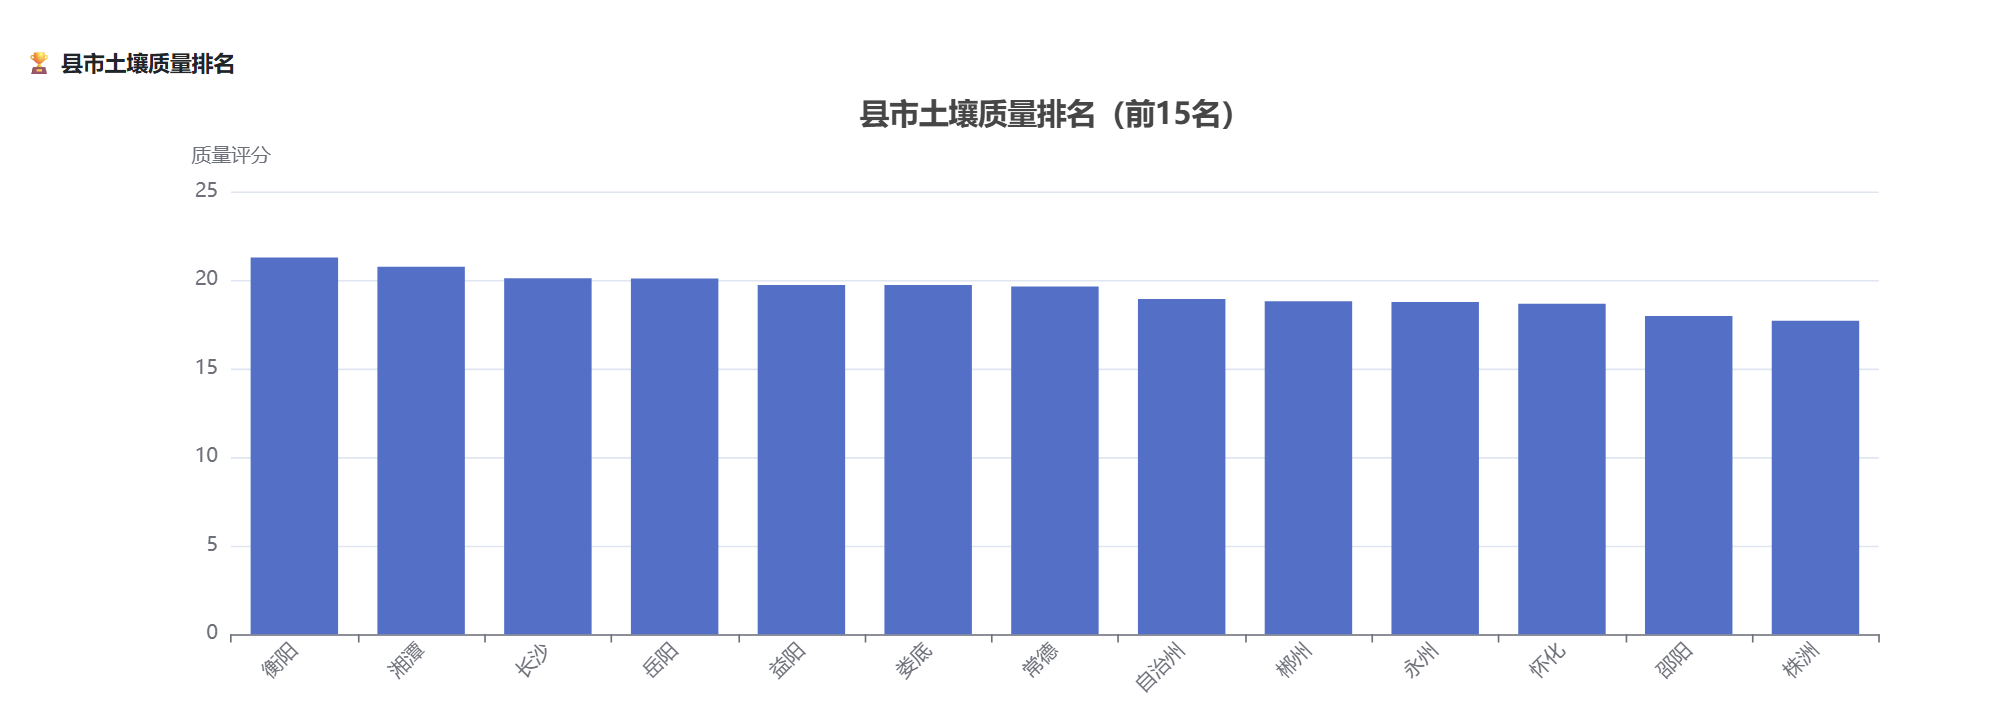 县市土壤质量排名
县市土壤质量排名（前15名）
质量评分
25
20
15
10
5
0
衡阳
湘潭
长沙
岳阳
益阳
娄底
常德
自治州
郴州
永州
怀化
邵阳
株洲